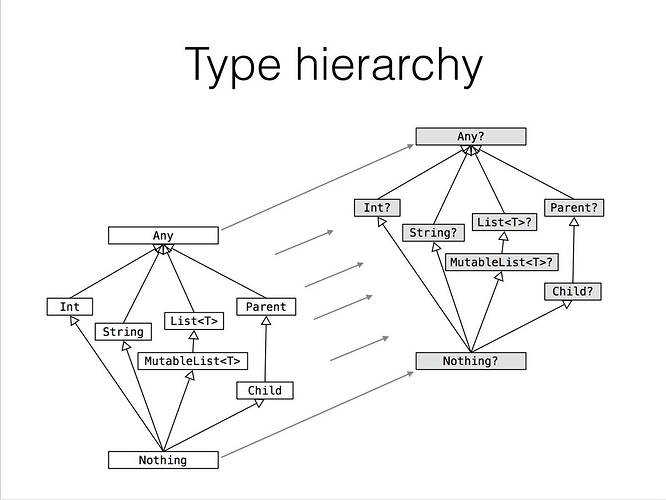 Type hierarchy
Any?
Int?
String?
List<T>?
Parent?
MutableList<T>?
Child?
Nothing?
Any
Int
String
List<T>
Parent
MutableList<T>
Child
Nothing